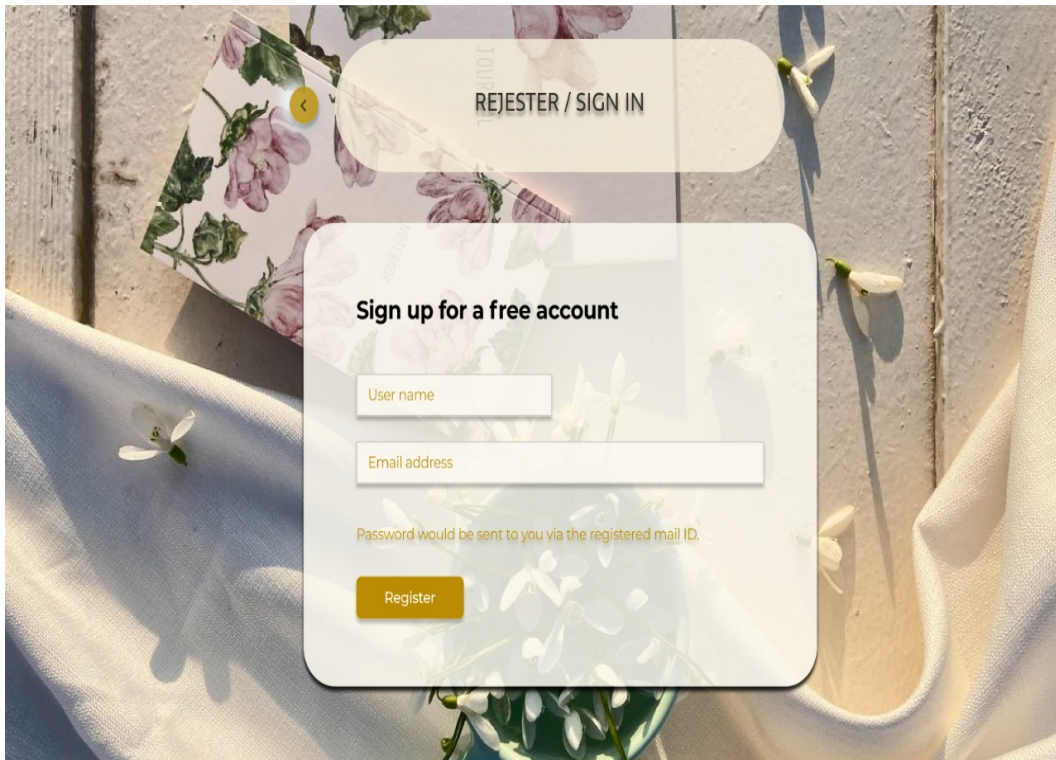 REJESTER / SIGN IN
Sign up for a free account
User name
Email address
Password would be sent to you via the registered mail ID.
Register
NOTEBOOK